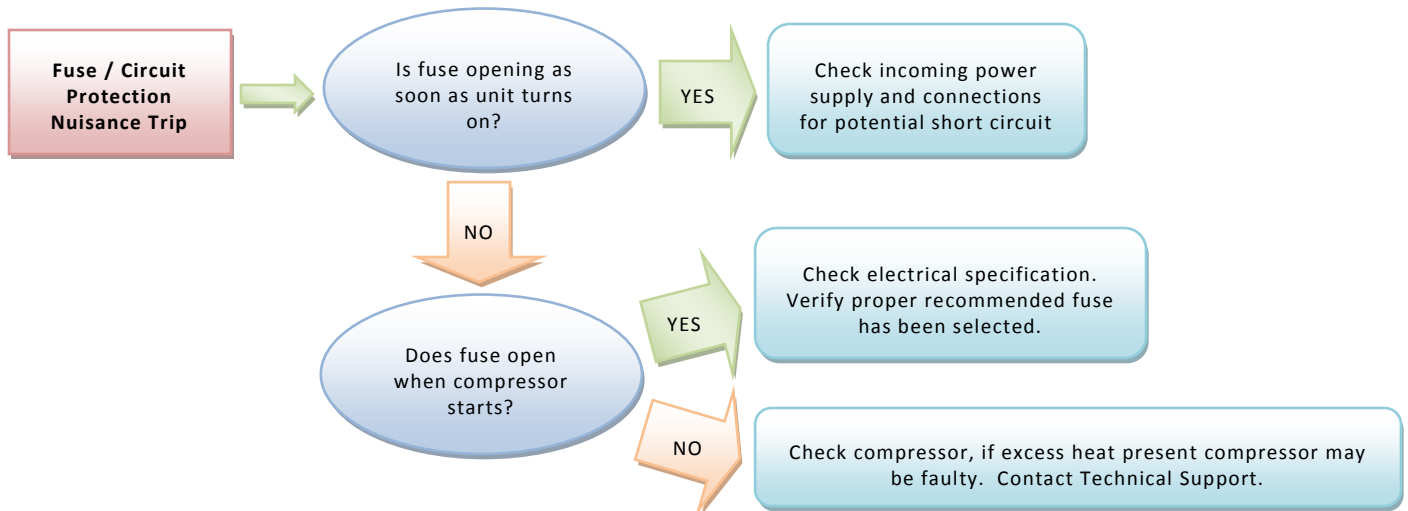 Fuse / Circuit
Protection
Nuisance Trip
Is fuse opening as
soon as unit turns
on?
YES
Check incoming power
supply and connections
for potential short circuit
NO
Does fuse open
when compressor
starts?
YES
Check electrical specification.
Verify proper recommended fuse
has been selected.
NO
Check compressor, if excess heat present compressor may
be faulty.  Contact Technical Support.